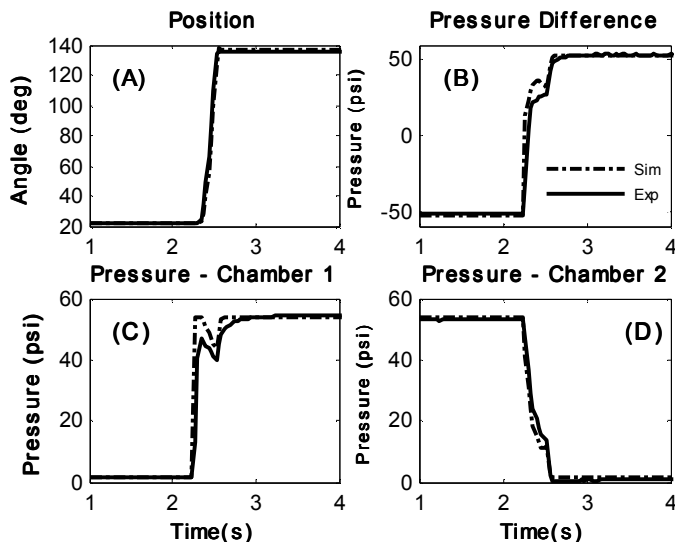 Position
Pressure Difference
140
120
100
80
60
40
20
Angle (deg)
(A)
1
2
3
4
50
0
-50
Pressure (psi)
(B)
Sim
Exp
1
2
3
4
Pressure - Chamber 1
Pressure - Chamber 2
60
40
20
0
Pressure (psi)
(C)
1
2
3
4
Time(s)
60
40
20
0
Pressure (psi)
(D)
1
2
3
4
Time(s)